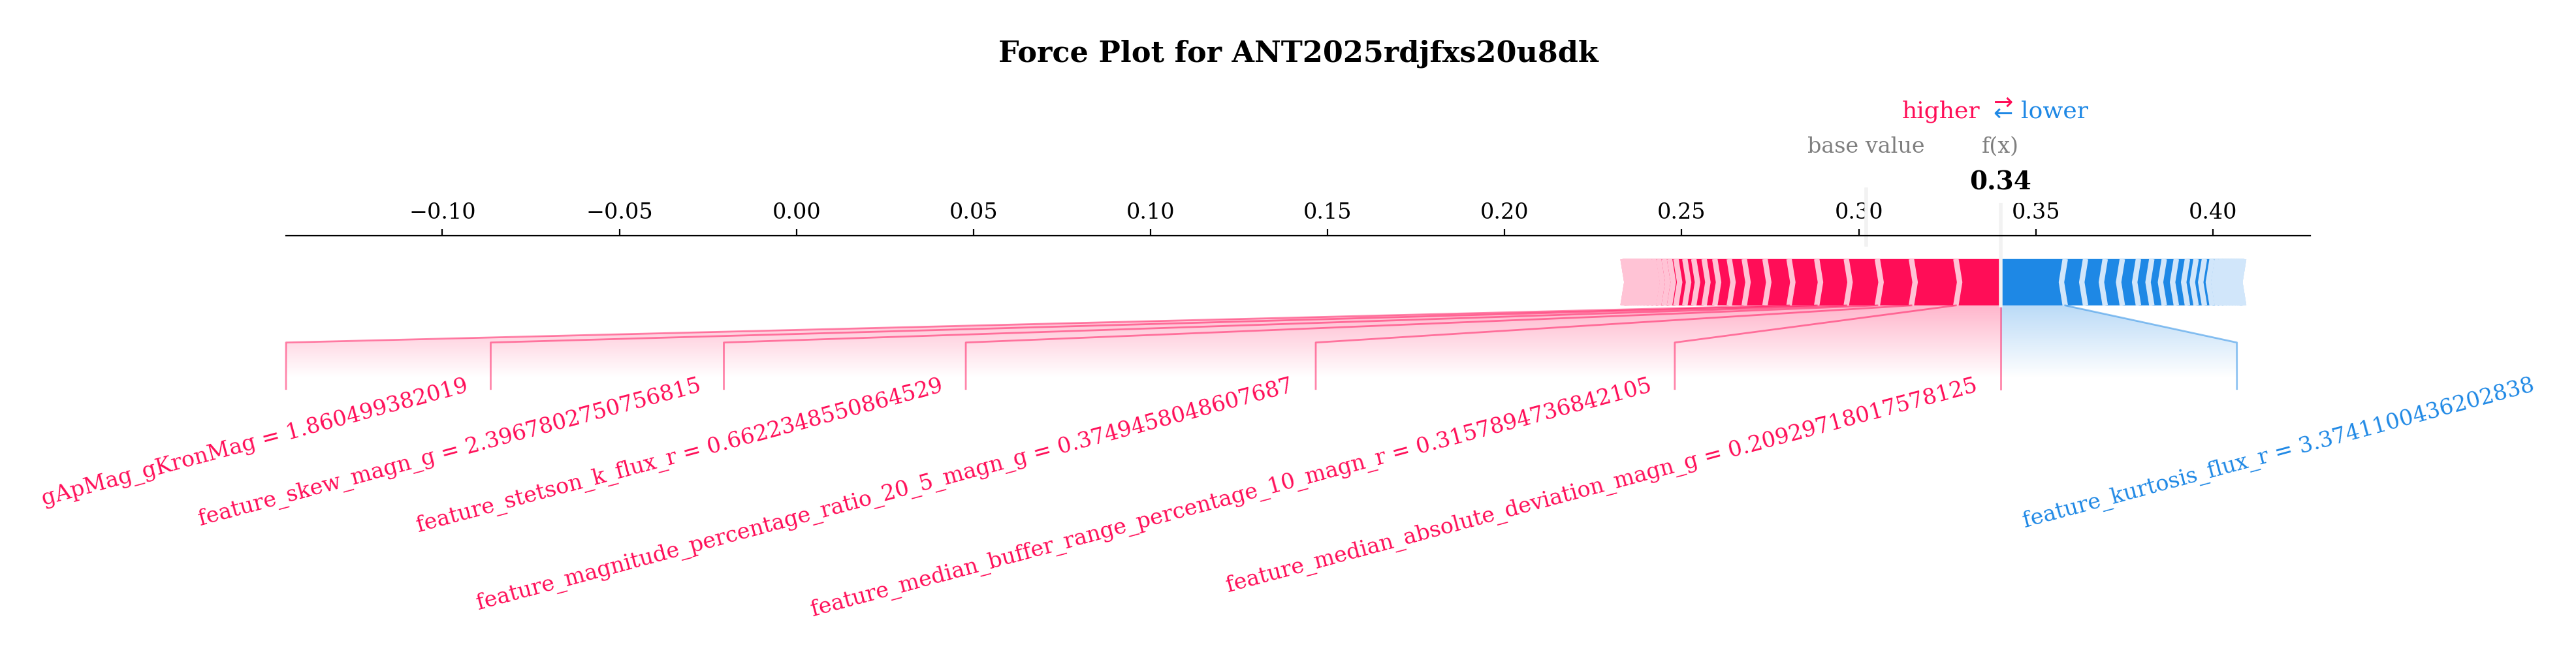 Force Plot for ANT2025rdjfxs20u8dk
higher ⇄ lower
base value f(x)
0.34
−0.10 −0.05 0.00 0.05 0.10 0.15 0.20 0.25 0.30 0.35 0.40
gApMag_gKronMag = 1.860499382019
feature_skew_magn_g = 2.3967802750756815
feature_stetson_k_flux_r = 0.6622348550864529
feature_magnitude_percentage_ratio_20_5_magn_g = 0.3749458048607687
feature_median_buffer_range_percentage_10_magn_r = 0.3157894736842105
feature_median_absolute_deviation_magn_g = 0.20929718017578125
feature_kurtosis_flux_r = 3.3741100436202838